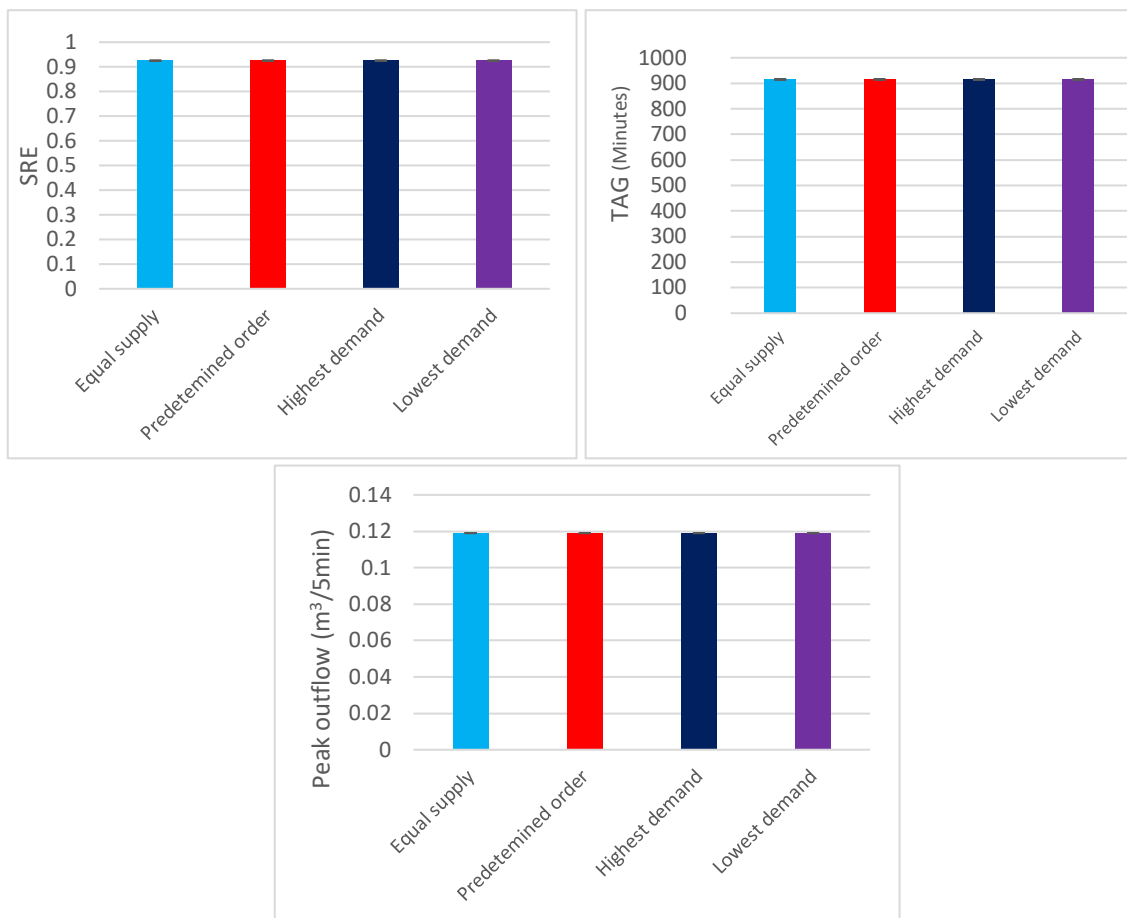 SRE
1
0.9
0.8
0.7
0.6
0.5
0.4
0.3
0.2
0.1
0
Equal supply
Predetemined order
Highest demand
Lowest demand
TAG (Minutes)
1000
900
800
700
600
500
400
300
200
100
0
Equal supply
Predetemined order
Highest demand
Lowest demand
Peak outflow (m³/5min)
0.14
0.12
0.1
0.08
0.06
0.04
0.02
0
Equal supply
Predetemined order
Highest demand
Lowest demand